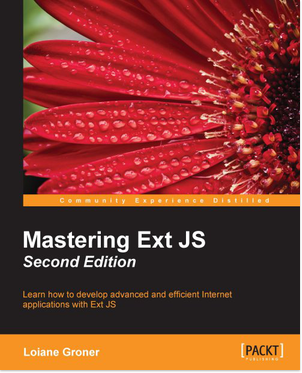 Community Experience Distilled
Mastering Ext JS
Second Edition
Learn how to develop advanced and efficient Internet
applications with Ext JS
Loiane Groner
[PACKT]
PUBLISHING